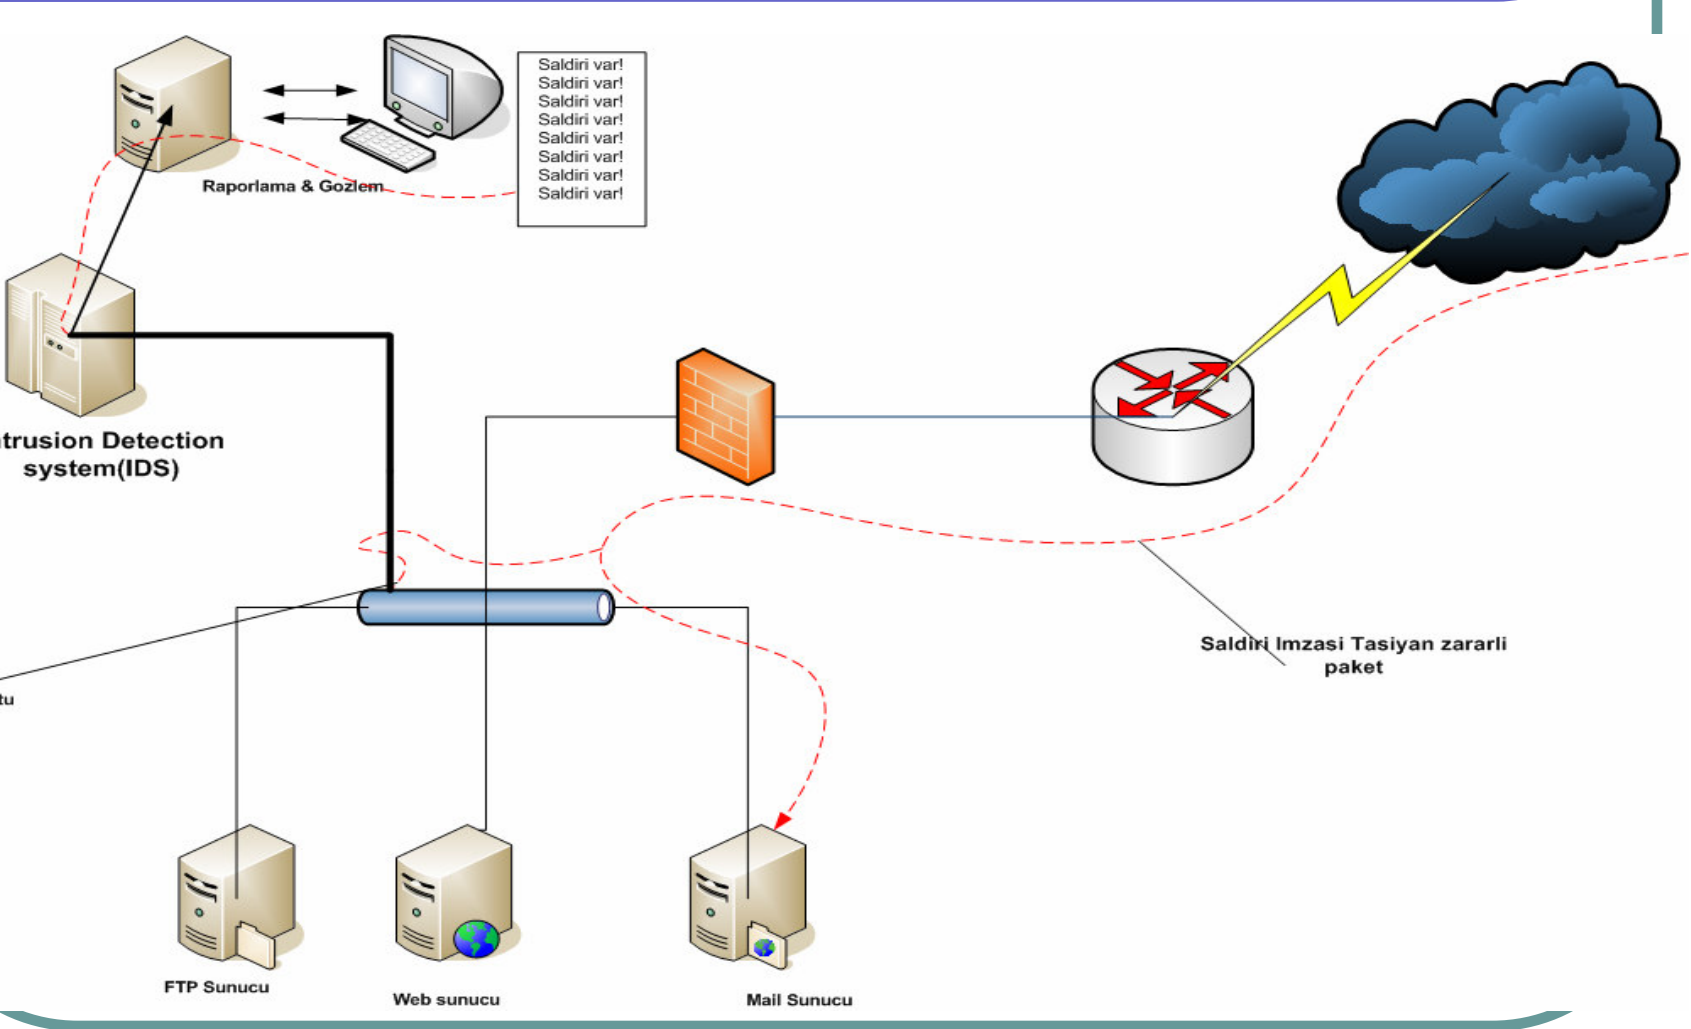 Saldiri var!
Saldiri var!
Saldiri var!
Saldiri var!
Saldiri var!
Saldiri var!
Saldiri var!
Saldiri var!
Raporlama & Gozlem
ntrusion Detection
system(IDS)
Saldiri Imzasi Tasiyan zararli
paket
tu
FTP Sunucu
Web sunucu
Mail Sunucu